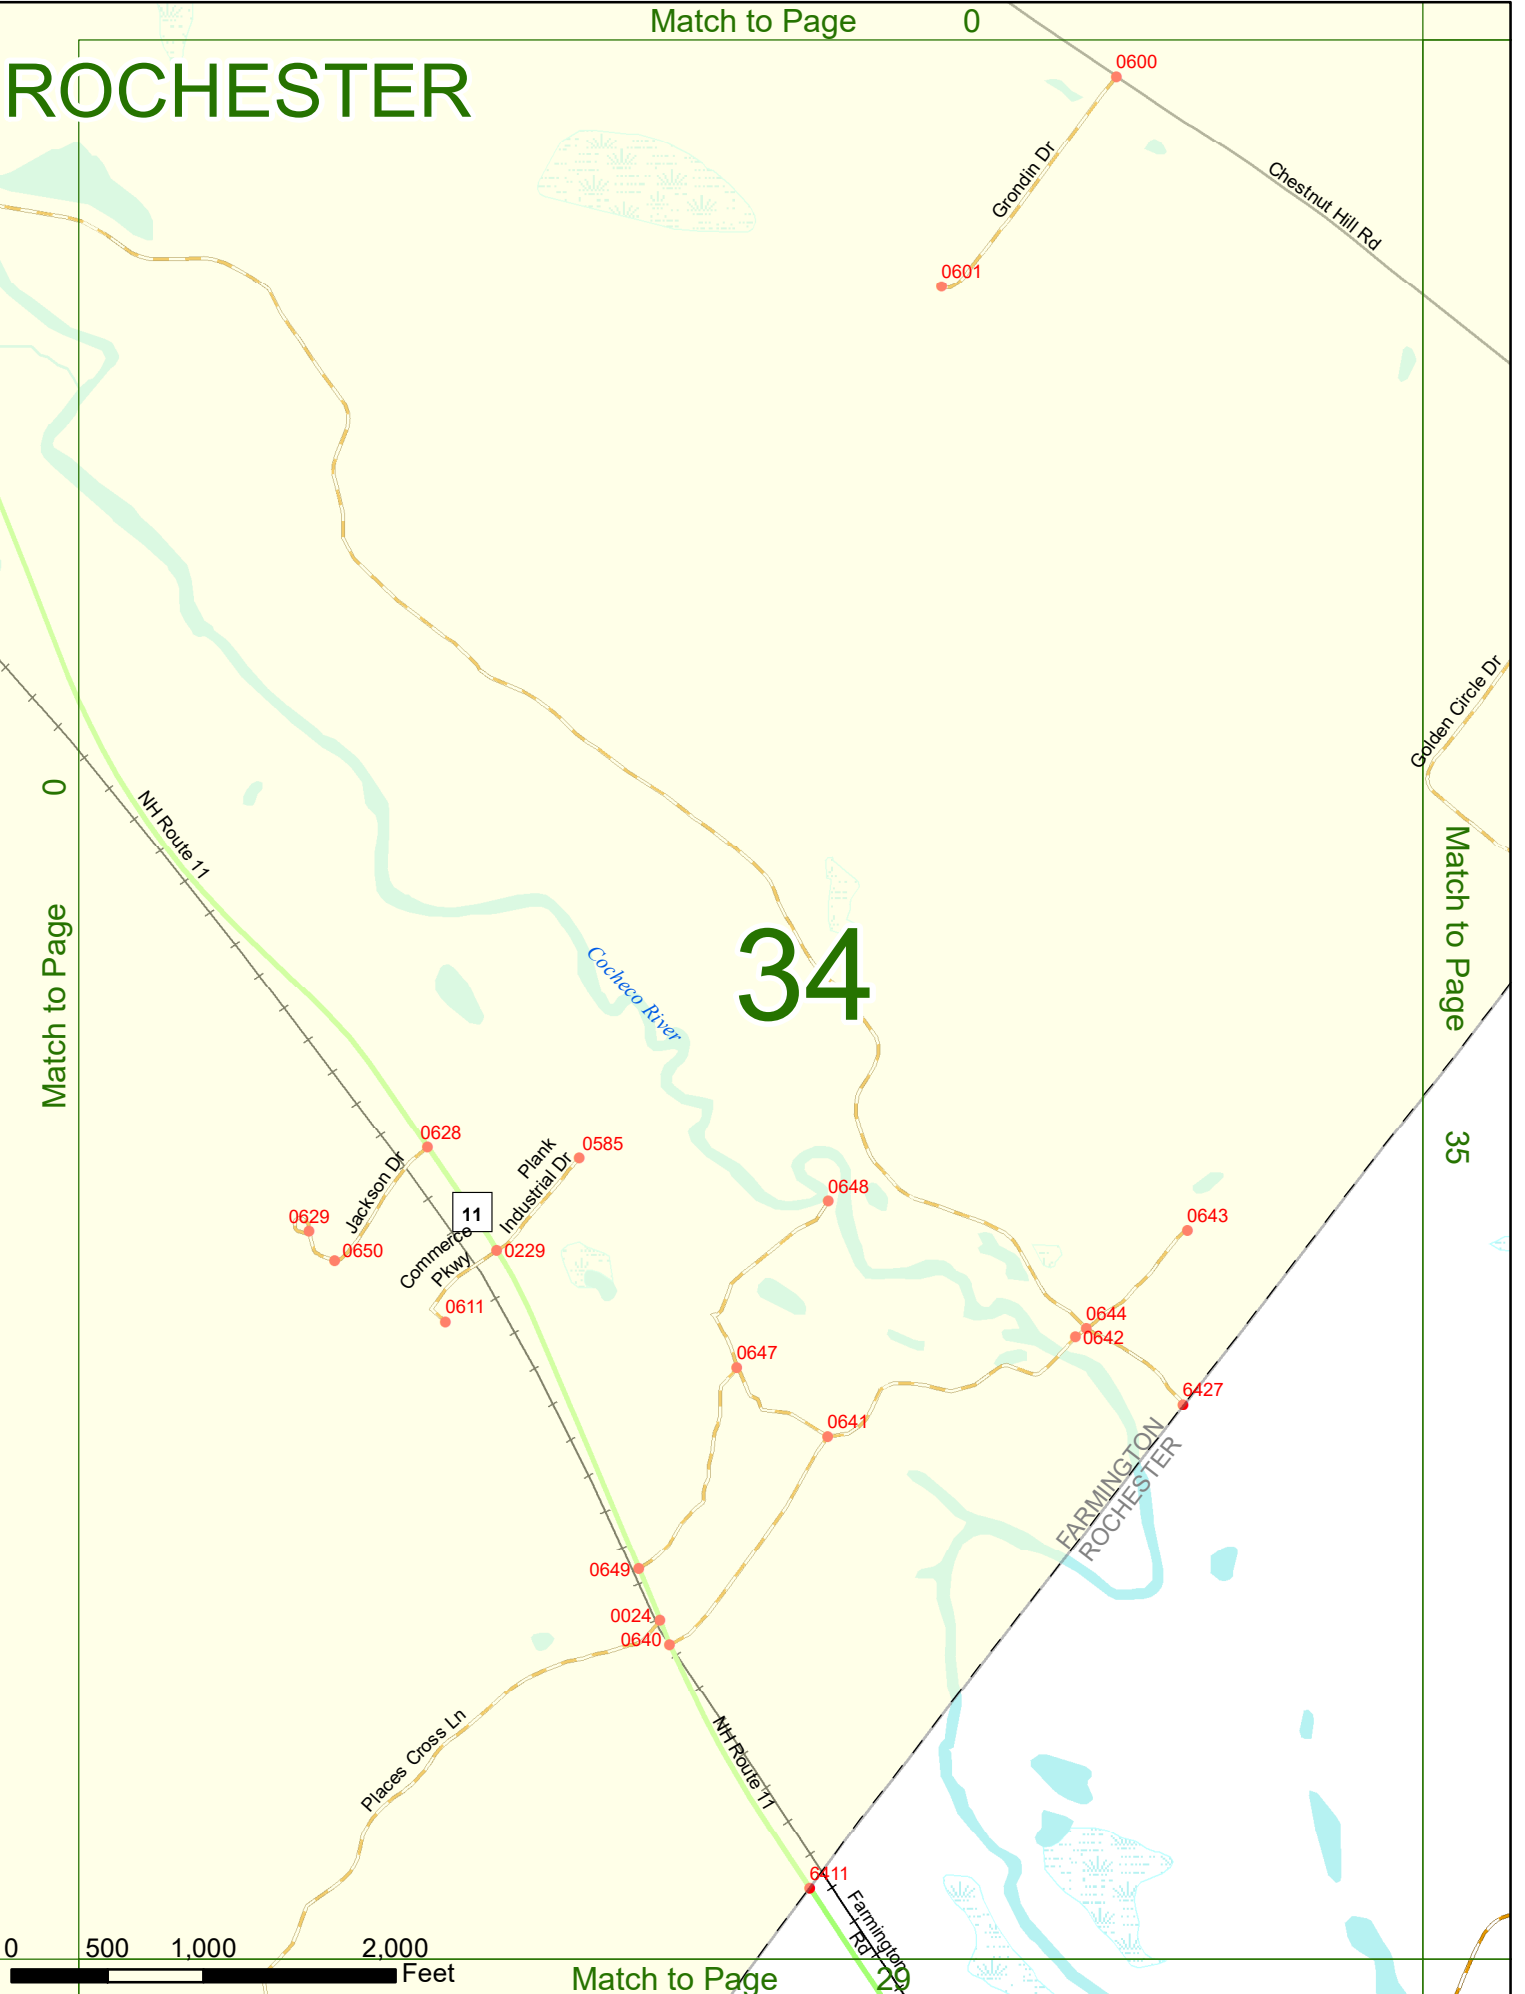 Match to Page 0
ROCHESTER
0600
Grondin Dr
Chestnut Hill Rd
0601
Golden Circle Dr
0
Match to Page
NH Route 11
Match to Page
35
34
Cocheco River
0628
Plank
Industrial Dr
0585
Jackson Dr
11
0629
0650
Commerce
Pkwy
0229
0611
0648
0643
0644
0642
0647
6427
0641
FARMINGTON
ROCHESTER
0649
0024
0640
Places Cross Ln
NH Route 11
6411
Farmington
Rd
0 500 1,000 2,000
Feet
Match to Page 29